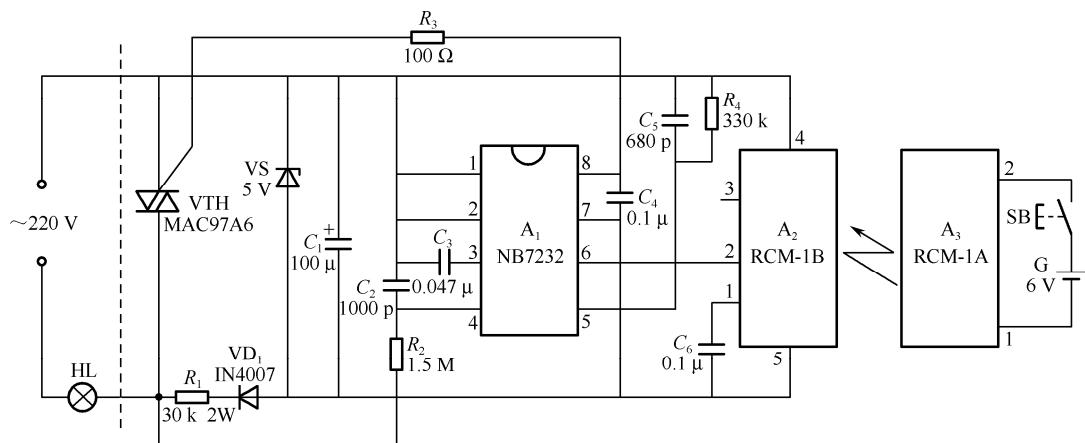 R₃
100 Ω
～220 V
HL
VTH
MAC97A6
R₁
30 k 2W
VD₁
IN4007
VS
5 V
C₁
+
100 μ
C₂
1000 p
C₃
0.047 μ
R₂
1.5 M
1
2
3
4
A₁
NB7232
8
7
6
5
C₄
0.1 μ
C₅
680 p
R₄
330 k
C₆
0.1 μ
4
3
2
1
5
A₂
RCM-1B
A₃
RCM-1A
2
1
SB
G
6 V